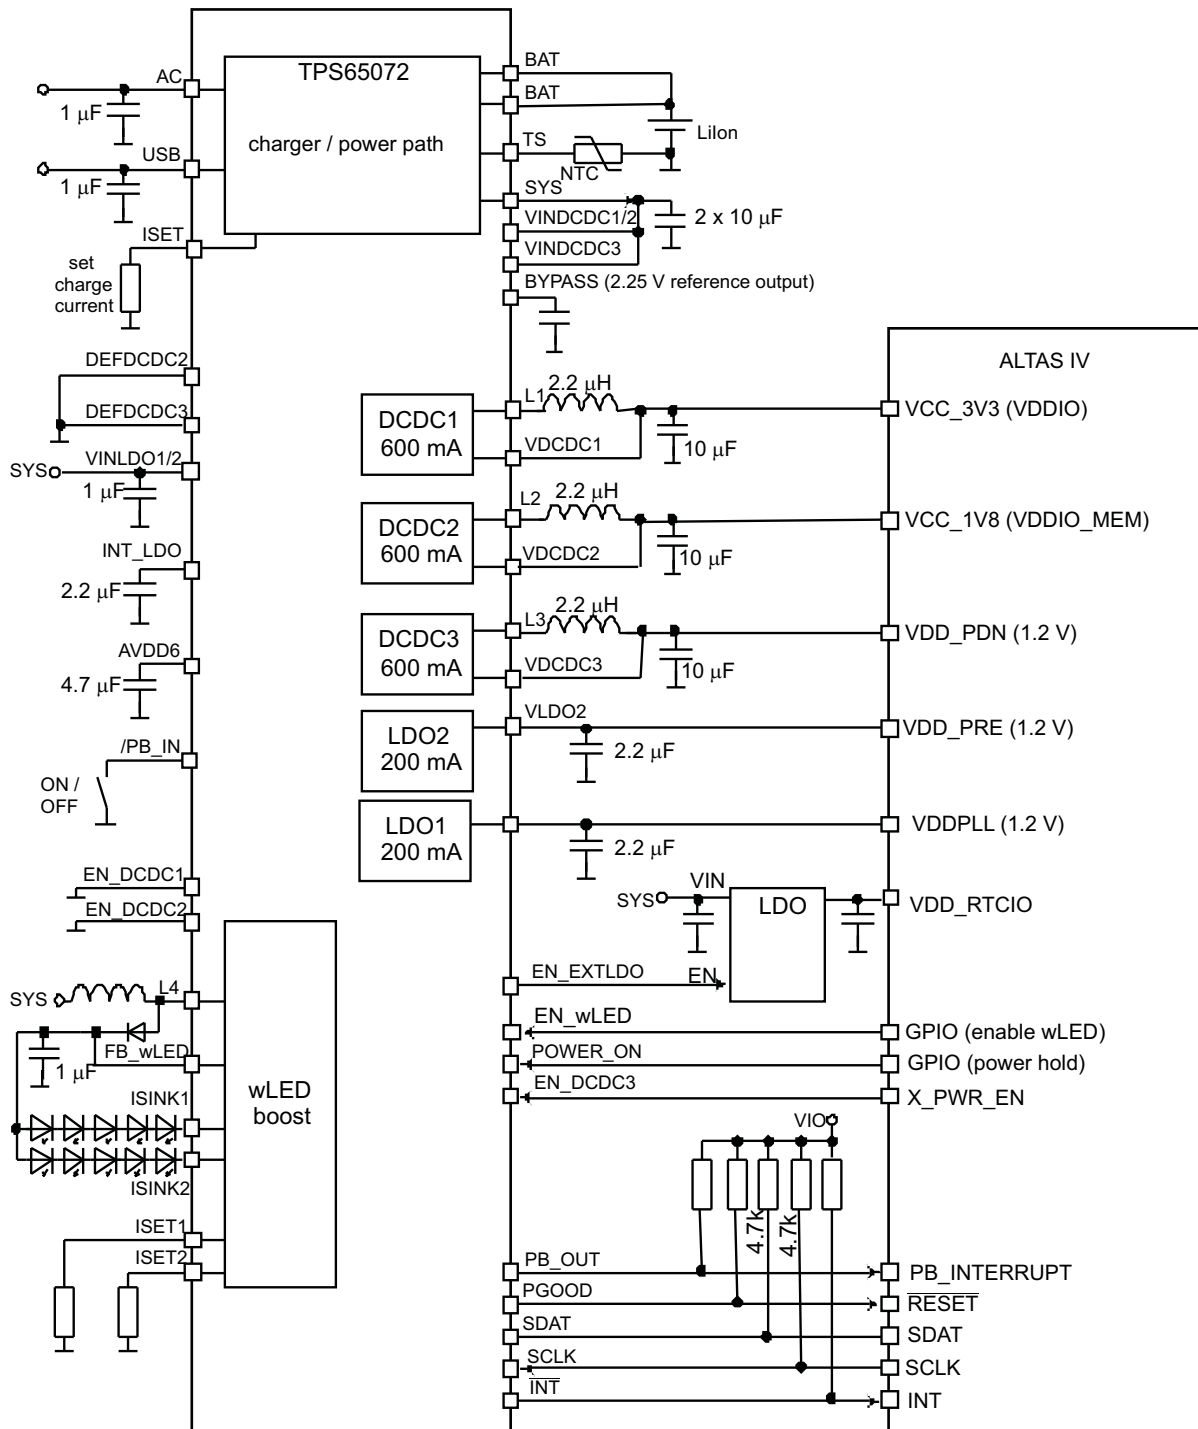 TPS65072
charger / power path
AC
1 μF
USB
1 μF
ISET
set
charge
current
BAT
BAT
LiIon
TS
NTC
SYS
VINDCDC1/2
2 x 10 μF
VINDCDC3
BYPASS (2.25 V reference output)
DEFDCDC2
DEFDCDC3
SYS
VINLDO1/2
1 μF
INT_LDO
2.2 μF
AVDD6
4.7 μF
/PB_IN
ON /
OFF
EN_DCDC1
EN_DCDC2
SYS
L4
FB_wLED
1 μF
ISINK1
ISINK2
ISET1
ISET2
wLED
boost
ALTAS IV
DCDC1
600 mA
L1
2.2 μH
VDCDC1
10 μF
VCC_3V3 (VDDIO)
DCDC2
600 mA
L2
2.2 μH
VDCDC2
10 μF
VCC_1V8 (VDDIO_MEM)
DCDC3
600 mA
L3
2.2 μH
VDCDC3
10 μF
VDD_PDN (1.2 V)
LDO2
200 mA
VLDO2
2.2 μF
VDD_PRE (1.2 V)
LDO1
200 mA
2.2 μF
VDDPLL (1.2 V)
SYS
VIN
LDO
VDD_RTCIO
EN_EXTLDO
EN
EN_wLED
GPIO (enable wLED)
POWER_ON
GPIO (power hold)
EN_DCDC3
X_PWR_EN
VIO
4.7k
4.7k
PB_OUT
PB_INTERRUPT
PGOOD
RESET
SDAT
SDAT
SCLK
SCLK
INT
INT